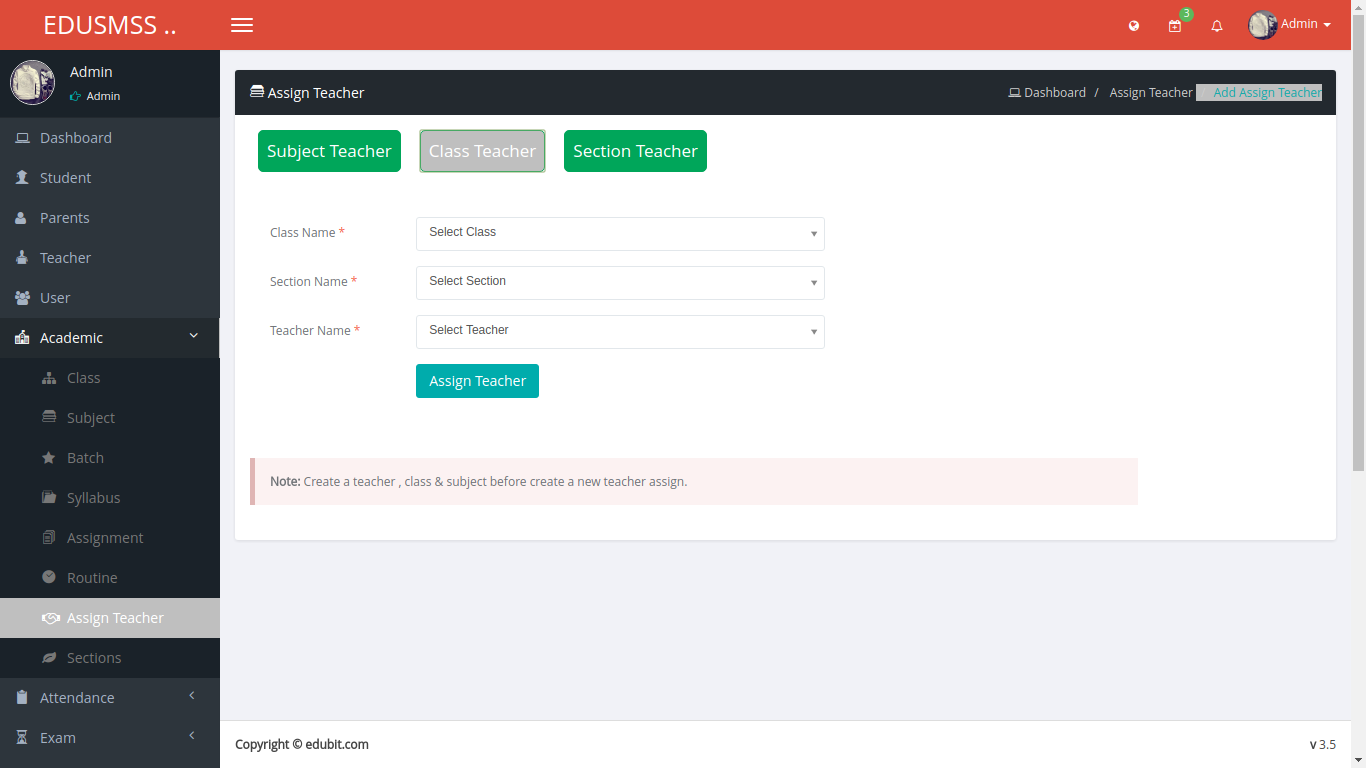 EDUSMSS ..
3
Admin
Admin
Admin
Dashboard
Student
Parents
Teacher
User
Academic
Class
Subject
Batch
Syllabus
Assignment
Routine
Assign Teacher
Sections
Attendance
Exam
Assign Teacher
Dashboard / Assign Teacher / Add Assign Teacher
Subject Teacher
Class Teacher
Section Teacher
Class Name *
Select Class
Section Name *
Select Section
Teacher Name *
Select Teacher
Assign Teacher
Note: Create a teacher , class & subject before create a new teacher assign.
Copyright © edubit.com
v 3.5